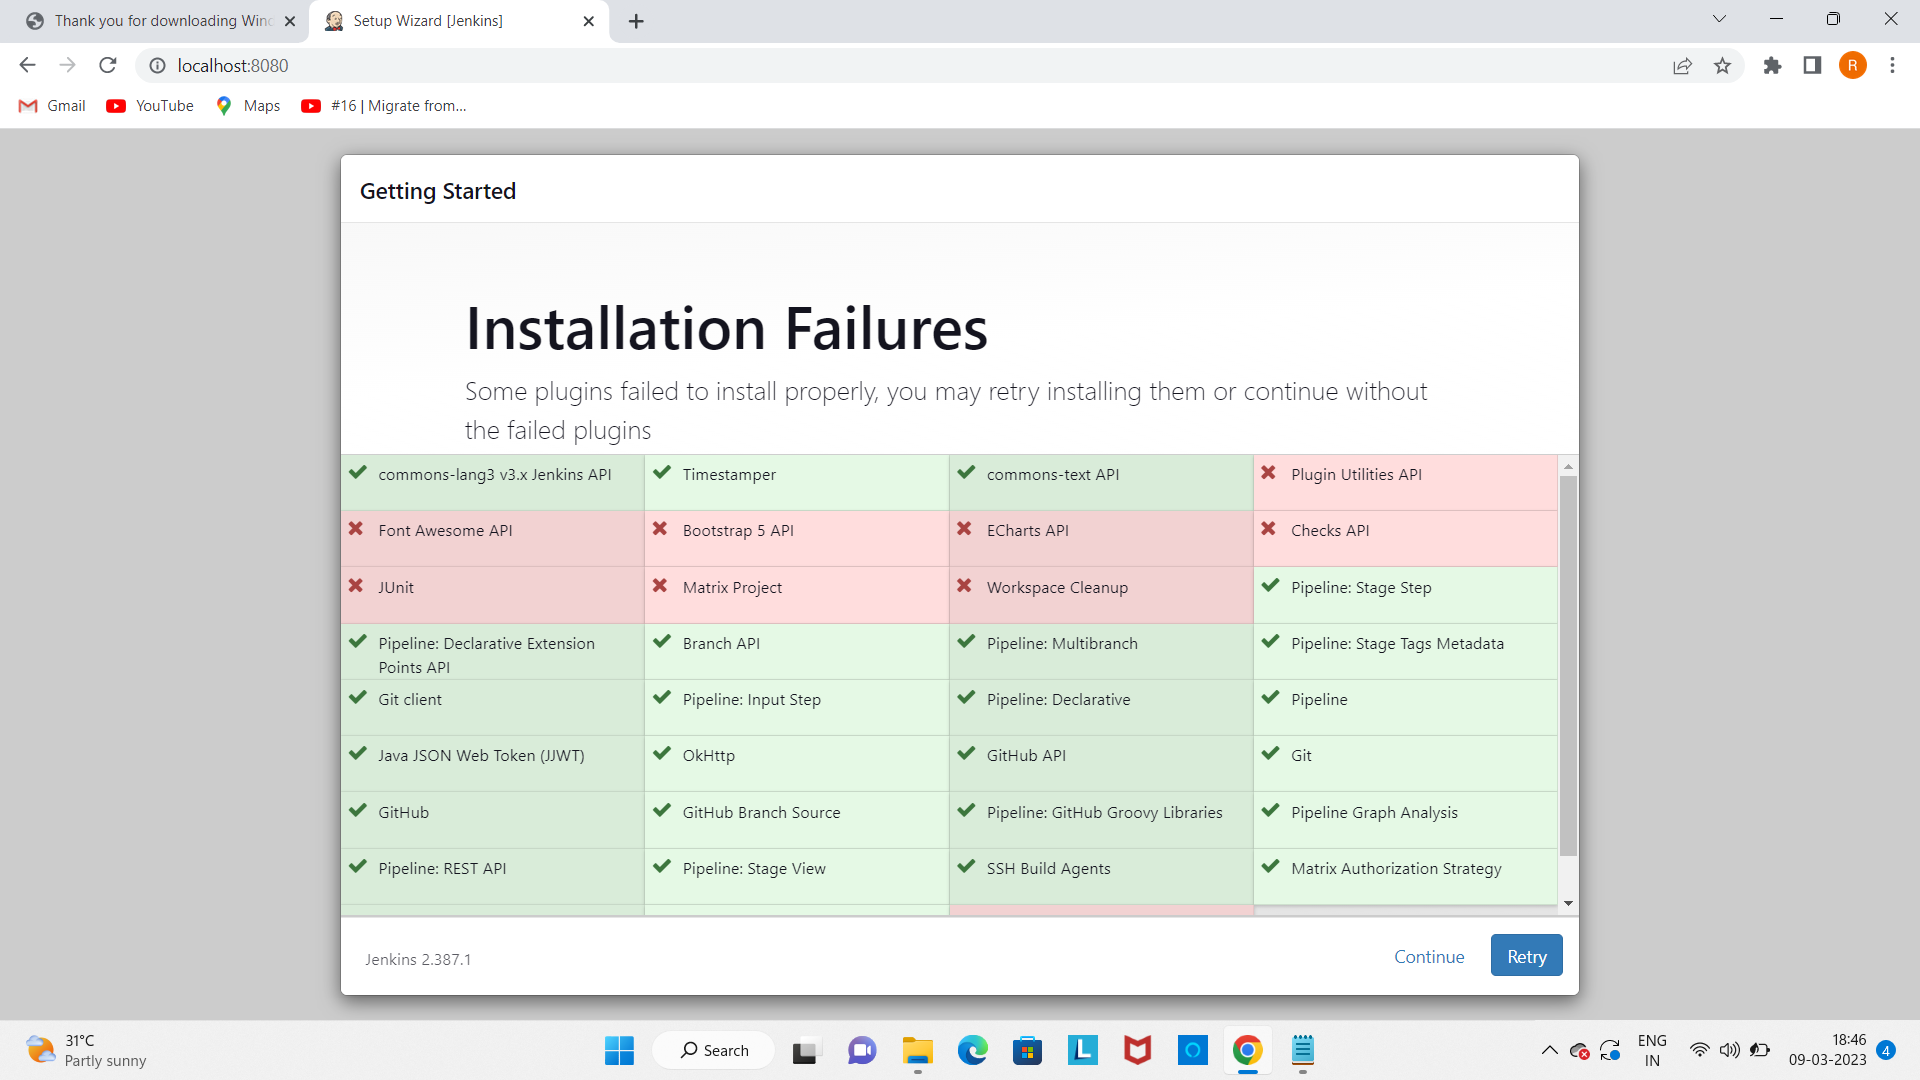 Thank you for downloading Winc
Setup Wizard [Jenkins]
localhost:8080
R
Gmail
YouTube
Maps
#16 | Migrate from...
Getting Started
Installation Failures
Some plugins failed to install properly, you may retry installing them or continue without
the failed plugins
commons-lang3 v3.x Jenkins API
Timestamper
commons-text API
Plugin Utilities API
Font Awesome API
Bootstrap 5 API
ECharts API
Checks API
JUnit
Matrix Project
Workspace Cleanup
Pipeline: Stage Step
Pipeline: Declarative Extension
Points API
Branch API
Pipeline: Multibranch
Pipeline: Stage Tags Metadata
Git client
Pipeline: Input Step
Pipeline: Declarative
Pipeline
Java JSON Web Token (JJWT)
OkHttp
GitHub API
Git
GitHub
GitHub Branch Source
Pipeline: GitHub Groovy Libraries
Pipeline Graph Analysis
Pipeline: REST API
Pipeline: Stage View
SSH Build Agents
Matrix Authorization Strategy
Jenkins 2.387.1
Continue
Retry
31°C
Partly sunny
Search
L
ENG
IN
18:46
09-03-2023
4